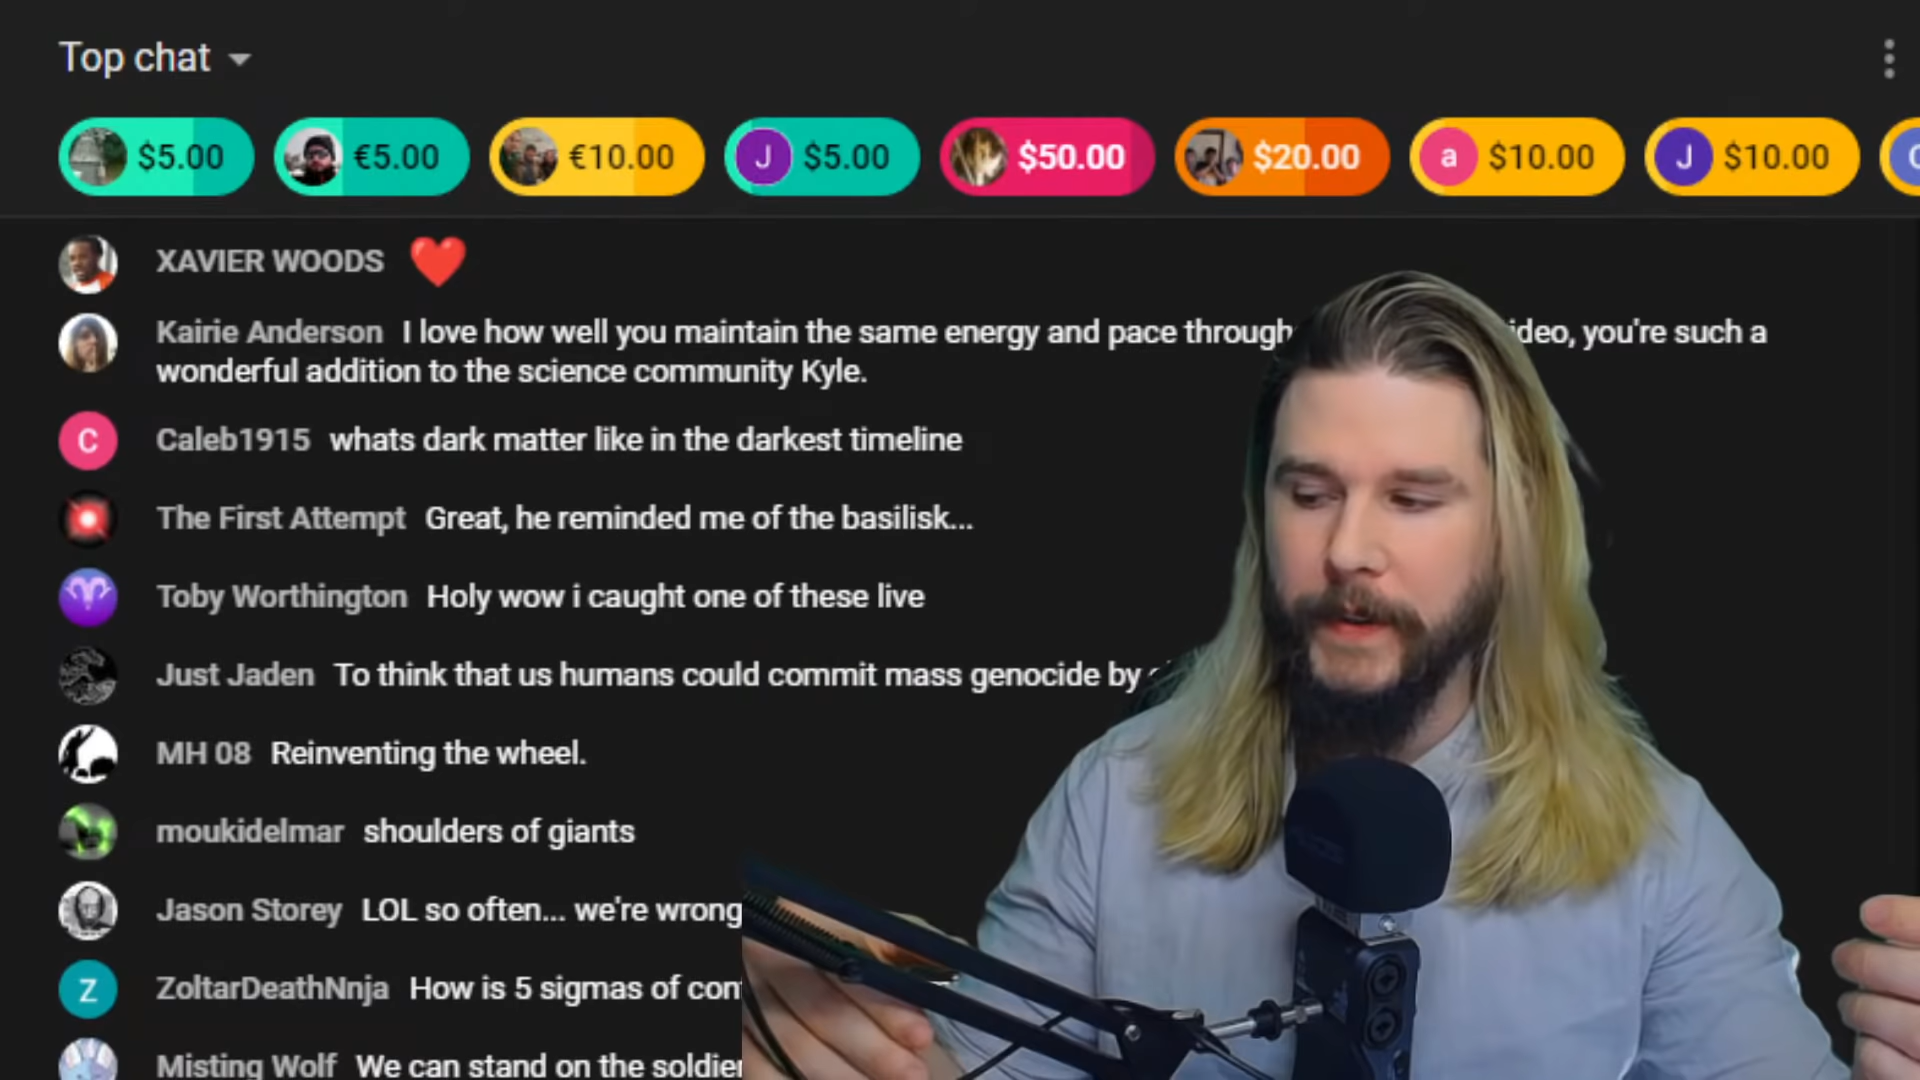 Top chat
$5.00 €5.00 €10.00 J $5.00 $50.00 $20.00 a $10.00 J $10.00
XAVIER WOODS ❤️
Kairie Anderson I love how well you maintain the same energy and pace you're such a
wonderful addition to the science community Kyle.
C Caleb1915 whats dark matter like in the darkest timeline
The First Attempt Great, he reminded me of the basilisk...
Toby Worthington Holy wow i caught one of these live
Just Jaden To think that us humans could commit mass genocide by
MH 08 Reinventing the wheel.
moukidelmar shoulders of giants
Jason Storey LOL so often... we're wrong
Z ZoltarDeathNnja How is 5 sigmas of
Misting Wolf We can stand on the